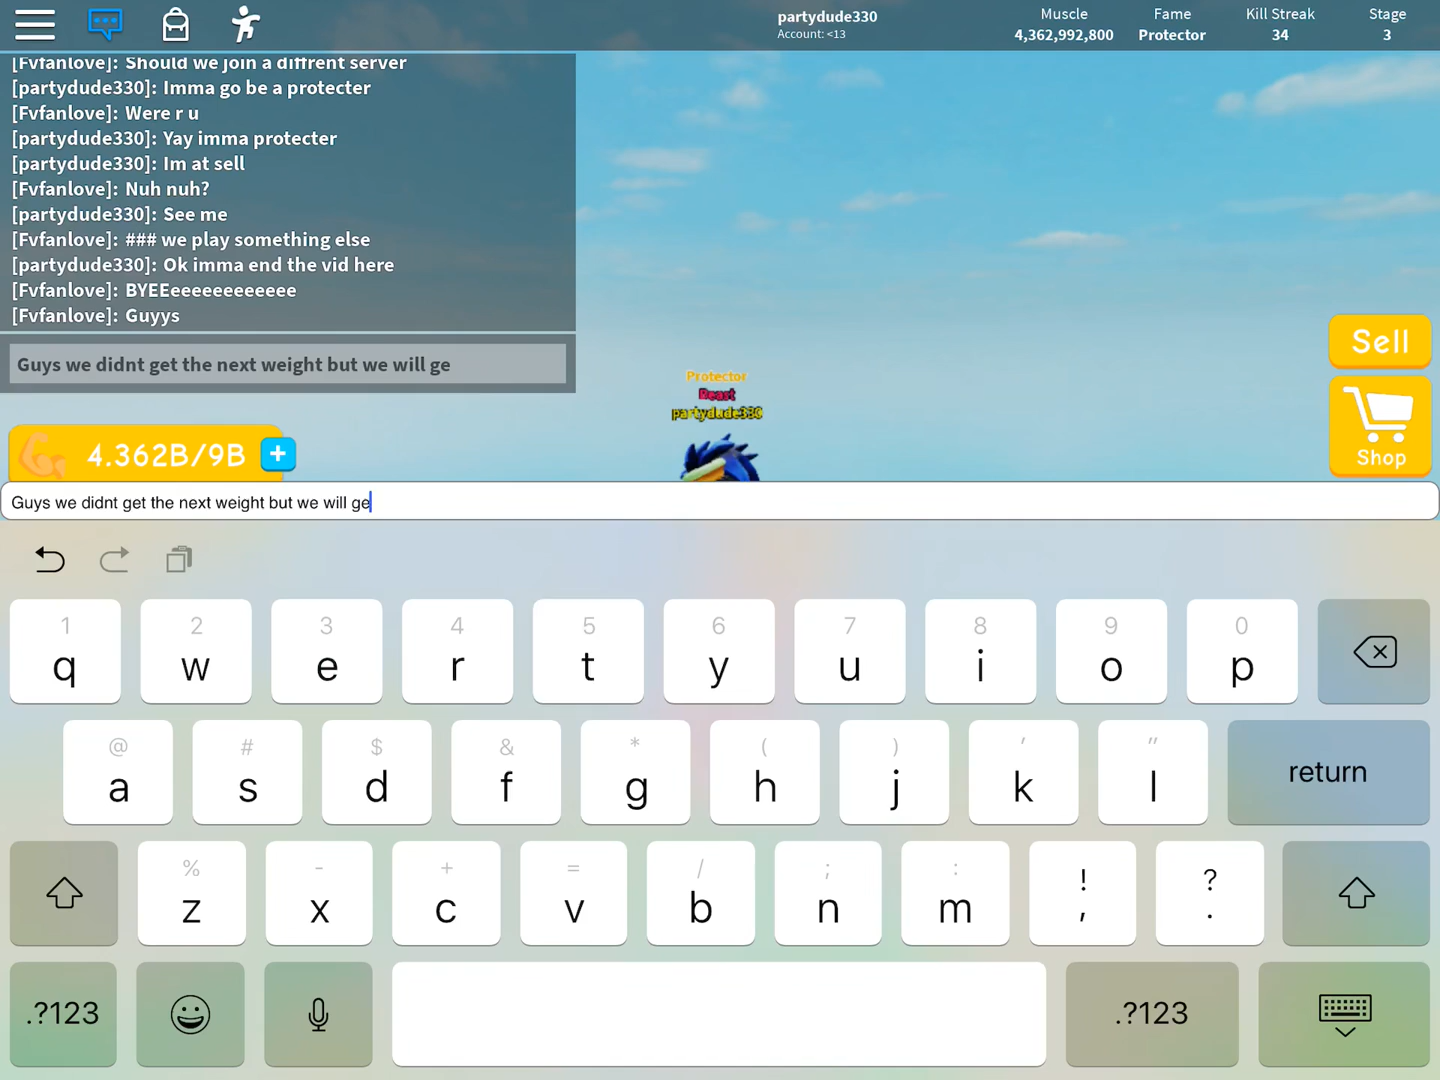 partydude330
Account: <13
Muscle
4,362,992,800
Fame
Protector
Kill Streak
34
Stage
3
[Fvfanlove]: Should we join a diffrent server
[partydude330]: Imma go be a protecter
[Fvfanlove]: Were r u
[partydude330]: Yay imma protecter
[partydude330]: Im at sell
[Fvfanlove]: Nuh nuh?
[partydude330]: See me
[Fvfanlove]: ### we play something else
[partydude330]: Ok imma end the vid here
[Fvfanlove]: BYEEeeeeeeeeeeee
[Fvfanlove]: Guyys
Guys we didnt get the next weight but we will ge
Sell
Shop
Protector
Beast
partydude330
4.362B/9B +
Guys we didnt get the next weight but we will ge
1 2 3 4 5 6 7 8 9 0
q w e r t y u i o p
@ # $ & * ( ) ' "
a s d f g h j k l return
% - + = / ; : ! ?
z x c v b n m , .
.?123 .?123